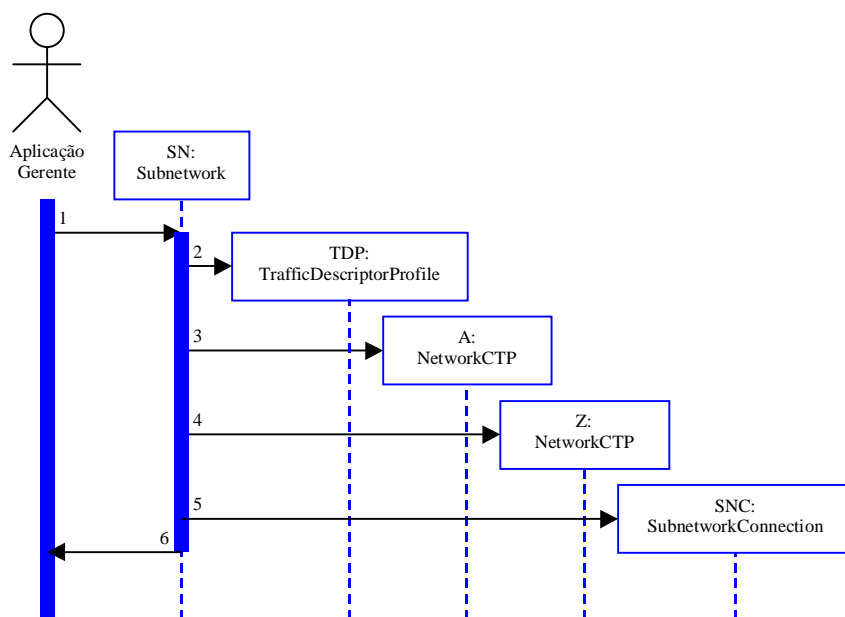 Aplicação
Gerente
SN:
Subnetwork
1
2
TDP:
TrafficDescriptorProfile
3
A:
NetworkCTP
4
Z:
NetworkCTP
5
SNC:
SubnetworkConnection
6